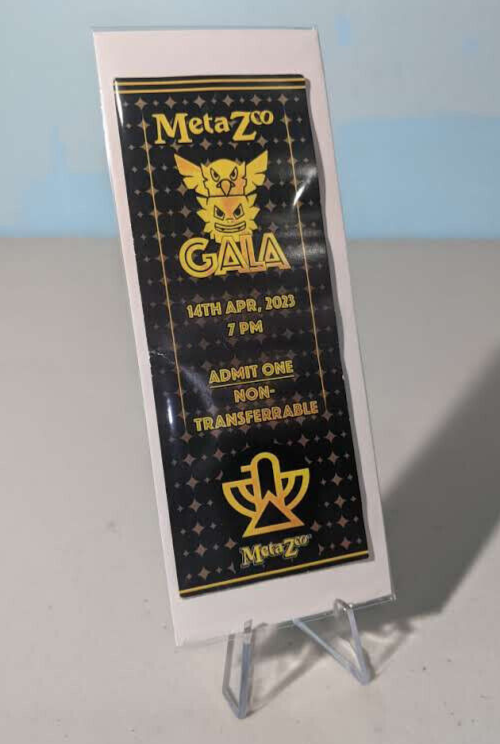 MetaZoo
GALA
14TH APR, 2023
7 PM
ADMIT ONE
NON-
TRANSFERRABLE
MetaZoo